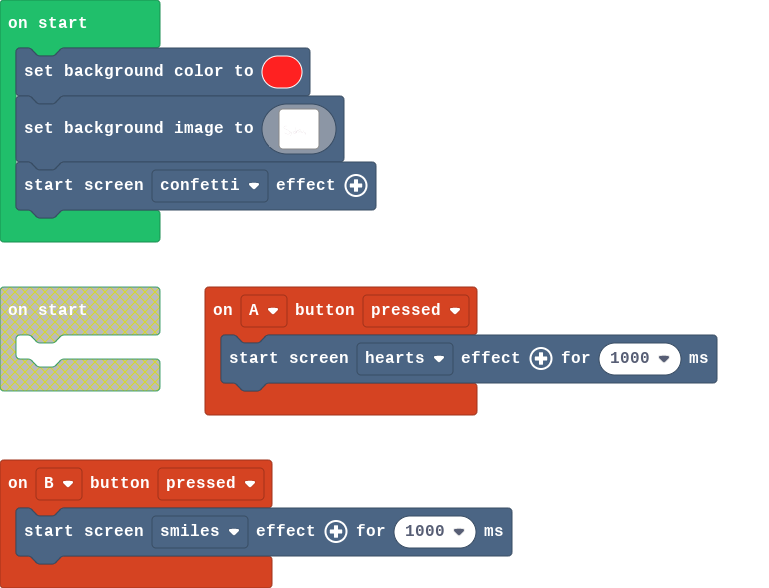 on start
set background color to
set background image to
start screen confetti effect
on start
on A button pressed
start screen hearts effect for 1000 ms
on B button pressed
start screen smiles effect for 1000 ms